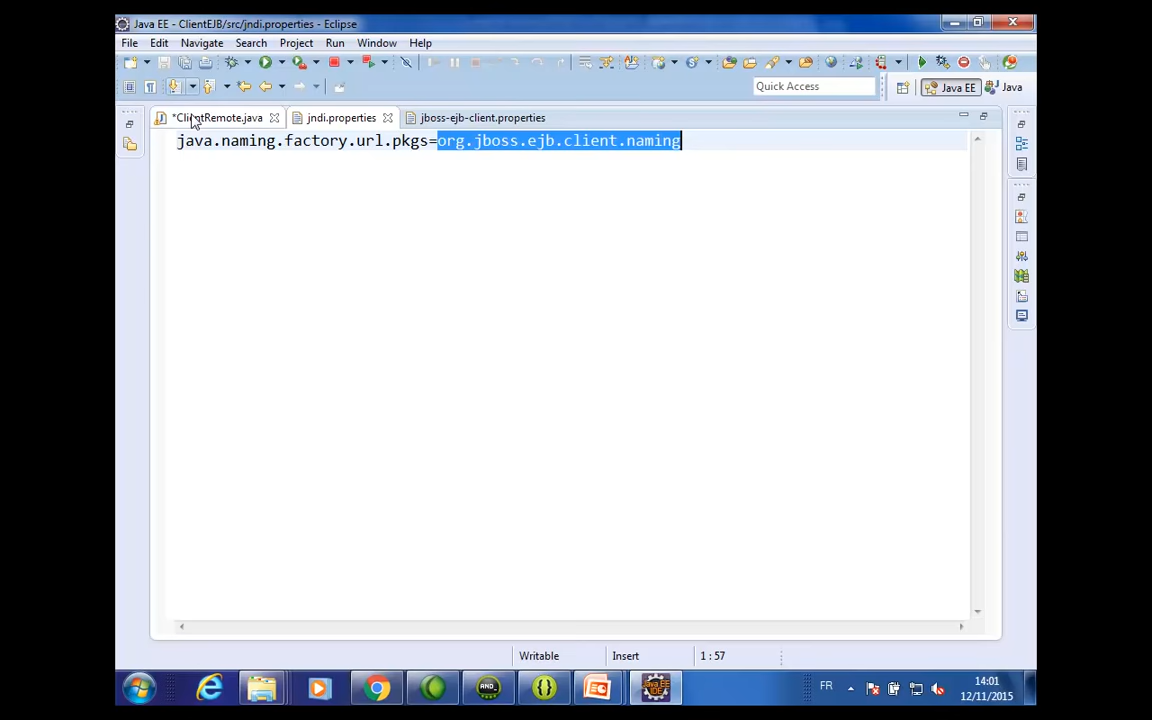 Java EE - ClientEJB/src/jndi.properties - Eclipse
File Edit Navigate Search Project Run Window Help
Quick Access Java EE Java
*ClientRemote.java jndi.properties jboss-ejb-client.properties
java.naming.factory.url.pkgs=org.jboss.ejb.client.naming
Writable Insert 1 : 57
FR 14:01
12/11/2015